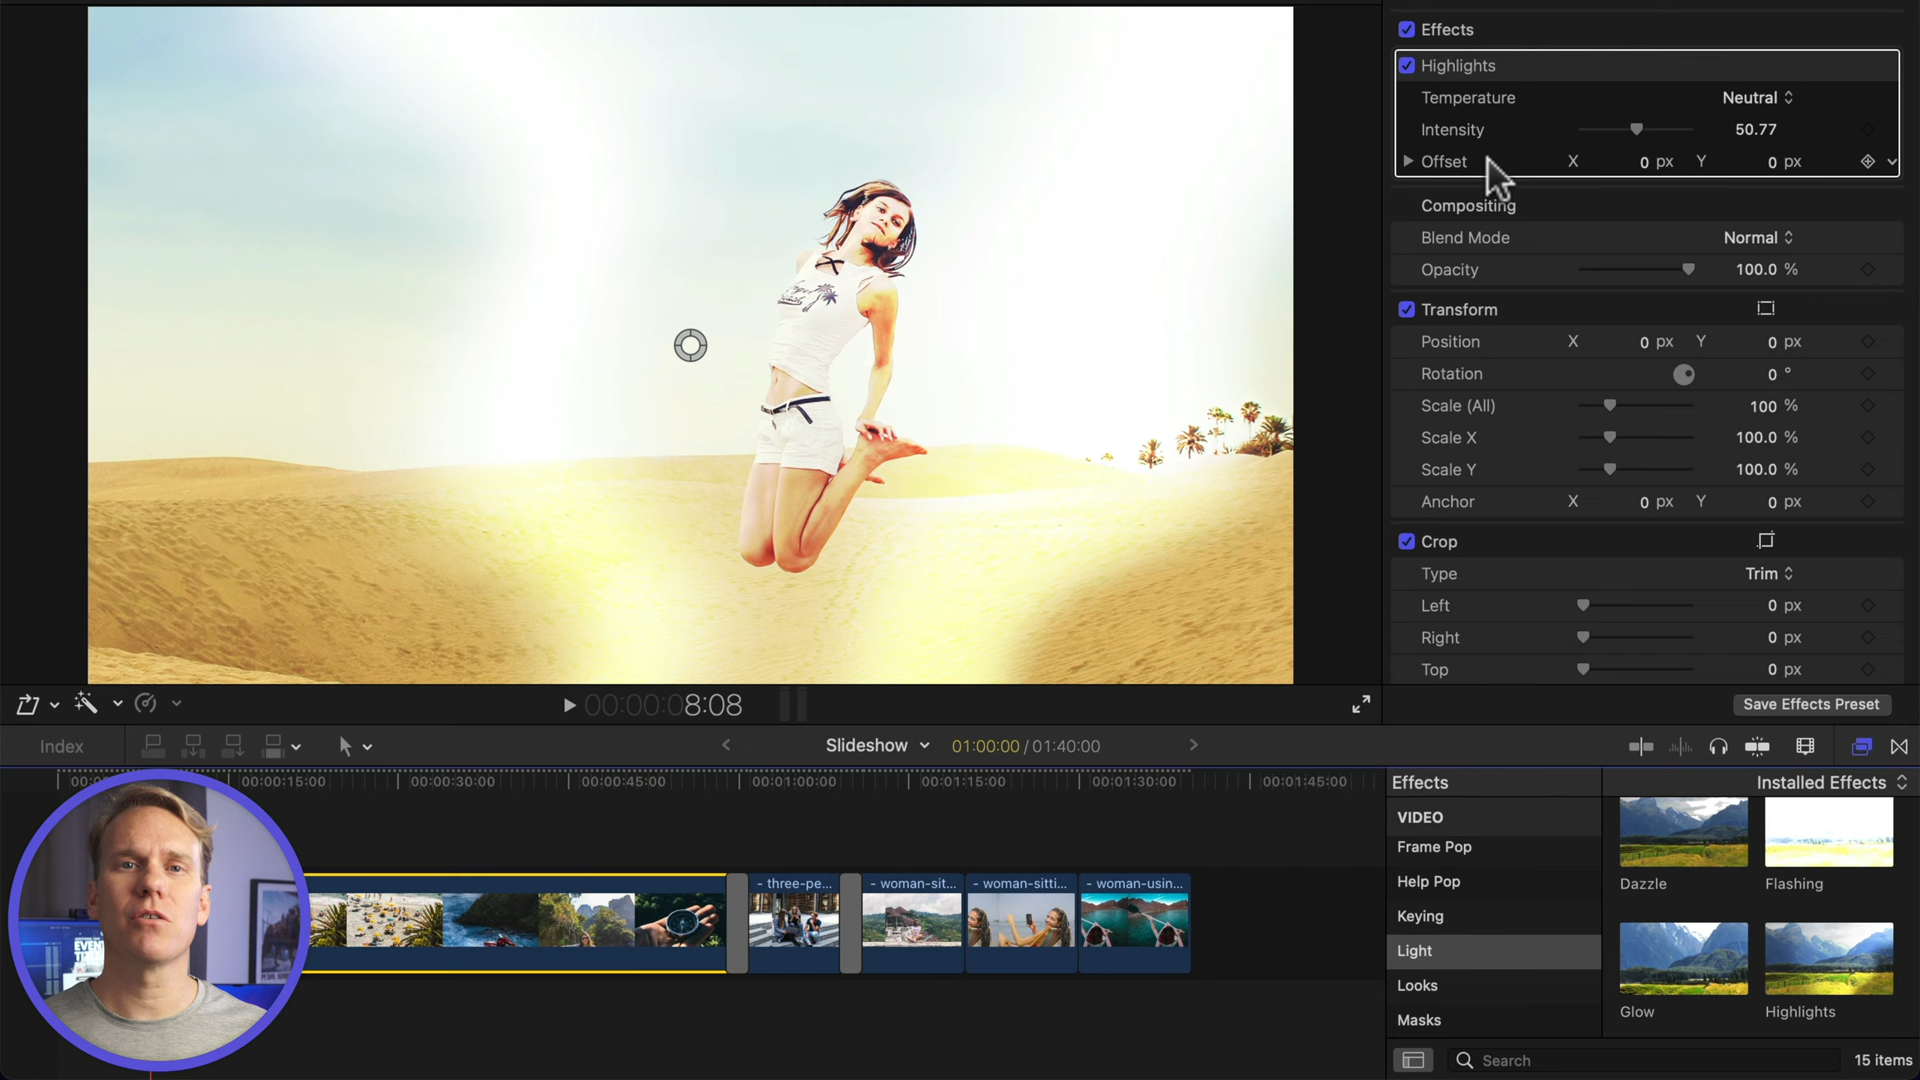 Effects
Highlights
Temperature Neutral
Intensity 50.77
Offset X 0 px Y 0 px
Compositing
Blend Mode Normal
Opacity 100.0 %
Transform
Position X 0 px Y 0 px
Rotation 0 °
Scale (All) 100 %
Scale X 100.0 %
Scale Y 100.0 %
Anchor X 0 px Y 0 px
Crop
Type Trim
Left 0 px
Right 0 px
Top 0 px
00:00:08:08
Save Effects Preset
Index
Slideshow 01:00:00 / 01:40:00
00:00:15:00 00:00:30:00 00:00:45:00 00:01:00:00 00:01:15:00 00:01:30:00 00:01:45:00
Effects Installed Effects
VIDEO
Frame Pop
Help Pop
Keying
Light
Looks
Masks
Dazzle Flashing
Glow Highlights
- three-pe... - woman-sit... - woman-sitti... - woman-usin...
Search 15 items